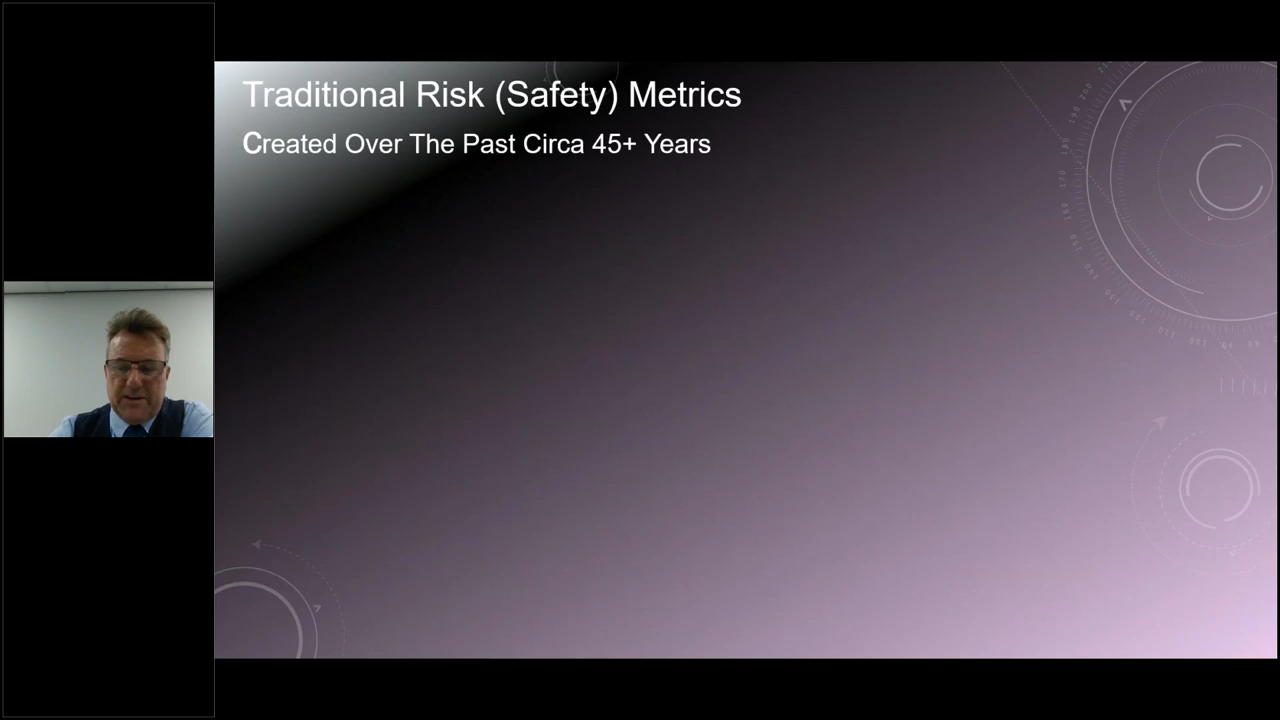 Traditional Risk (Safety) Metrics
Created Over The Past Circa 45+ Years